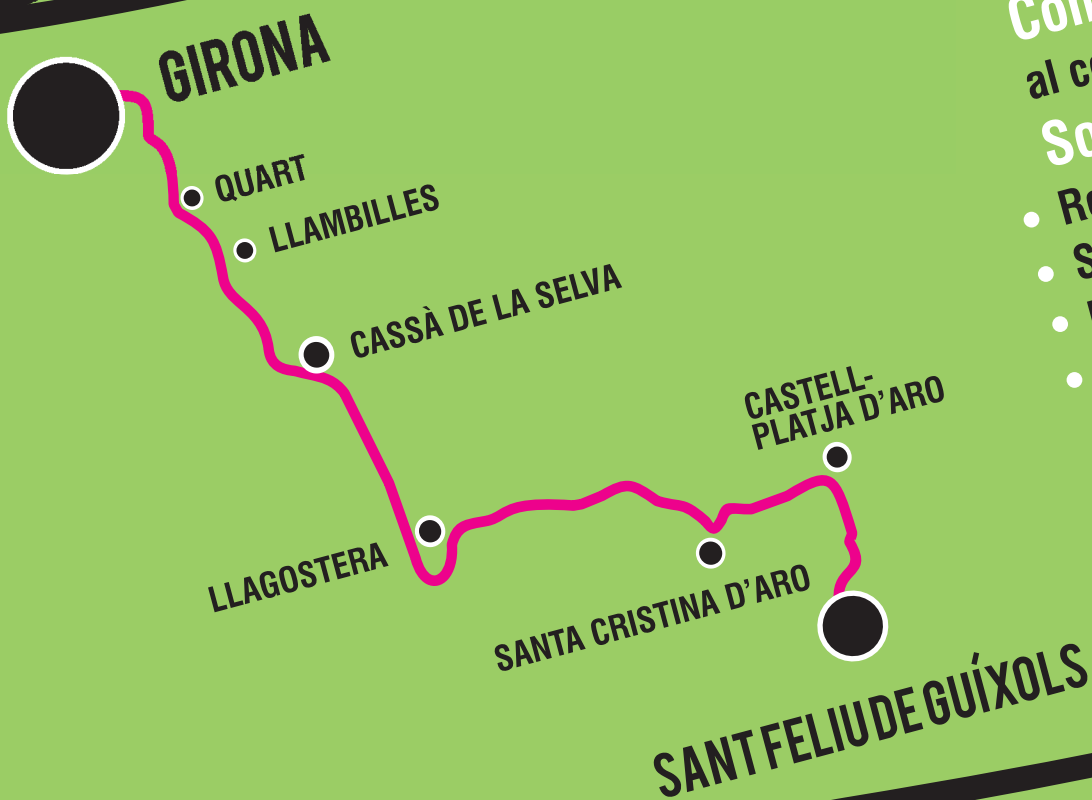 GIRONA
QUART
LLAMBILLES
CASSÀ DE LA SELVA
CASTELL-
PLATJA D'ARO
LLAGOSTERA
SANTA CRISTINA D'ARO
SANT FELIU DE GUÍXOLS
al